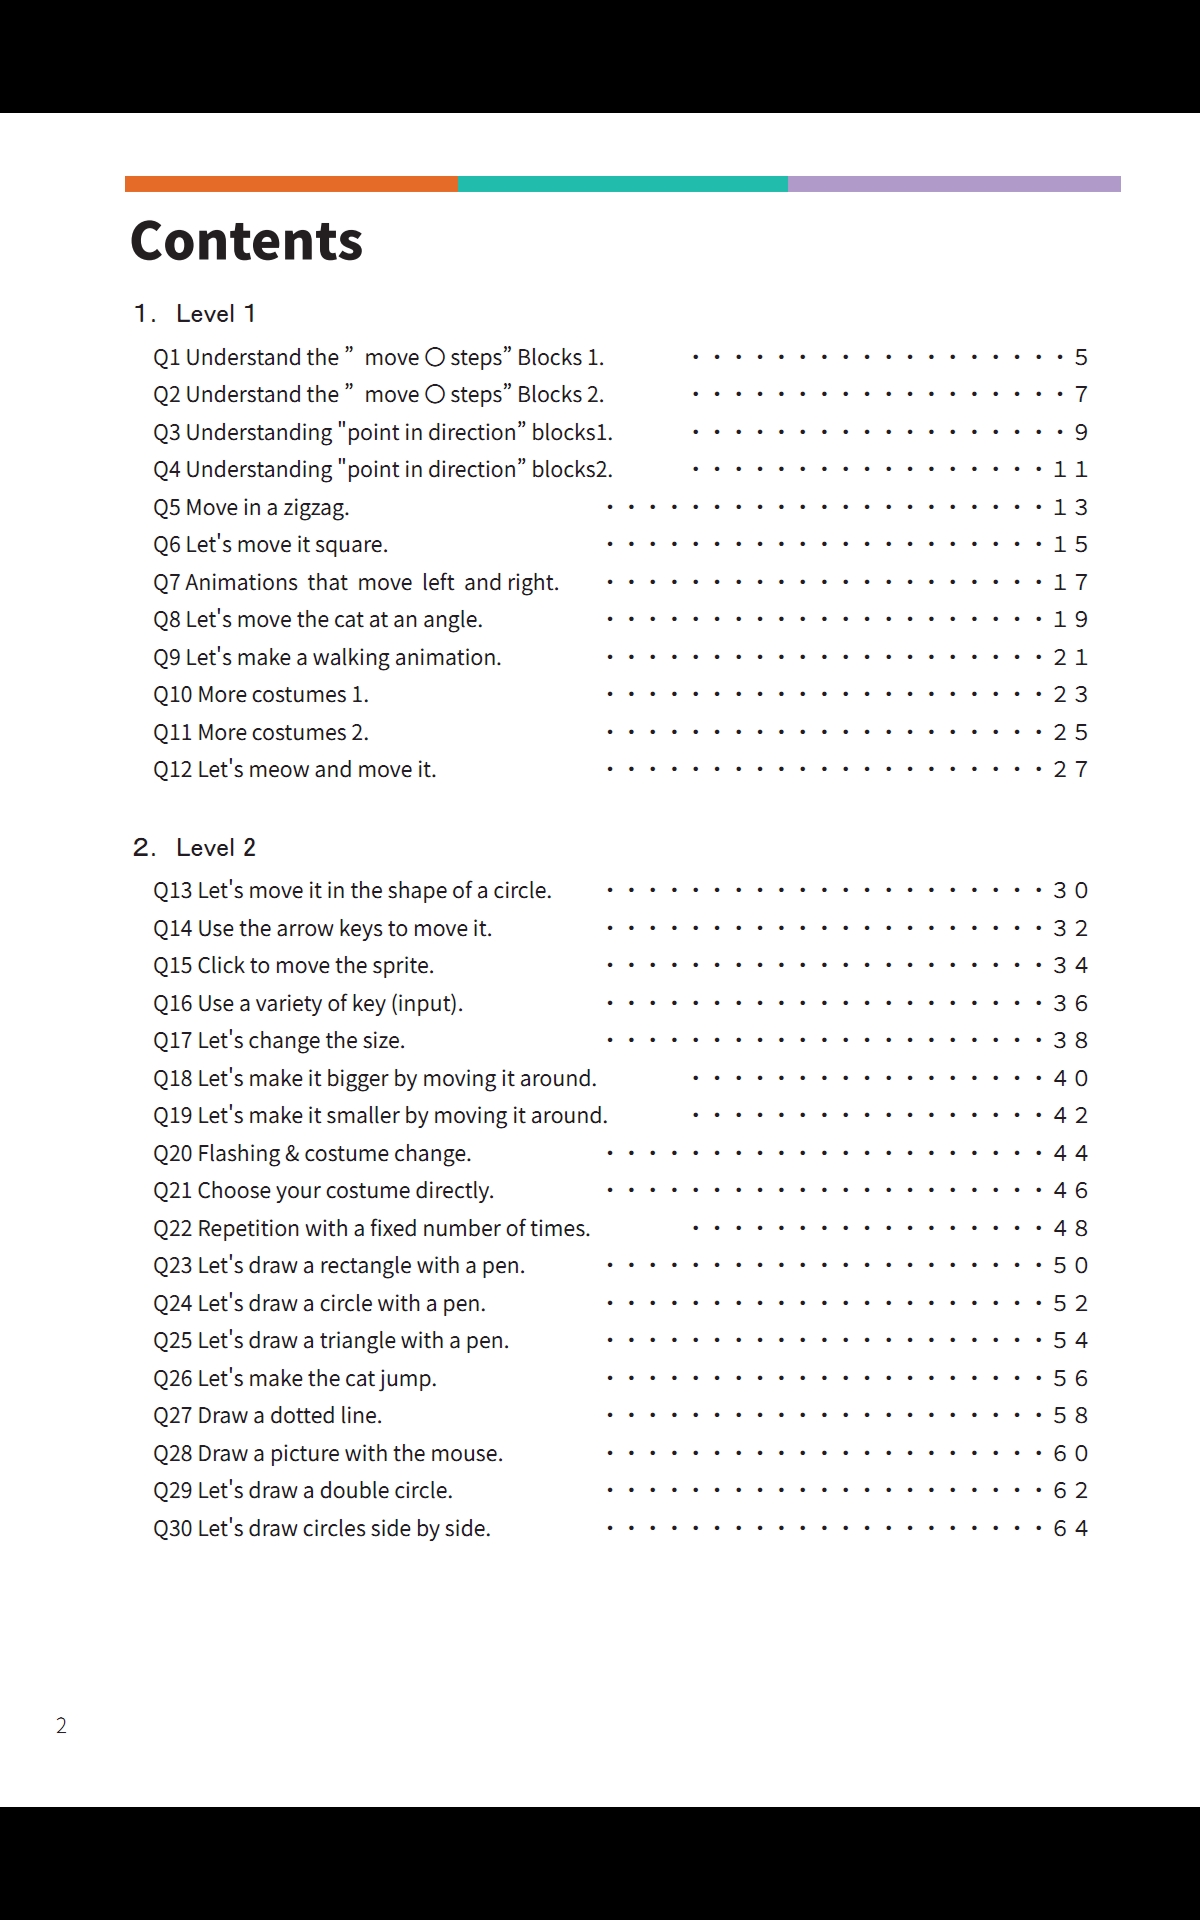 Contents
1. Level 1
Q1 Understand the ” move ○ steps” Blocks 1. ・・・・・・・・・・・・・・・・・・5
Q2 Understand the ” move ○ steps” Blocks 2. ・・・・・・・・・・・・・・・・・・7
Q3 Understanding "point in direction” blocks1. ・・・・・・・・・・・・・・・・・・9
Q4 Understanding "point in direction” blocks2. ・・・・・・・・・・・・・・・・・11
Q5 Move in a zigzag. ・・・・・・・・・・・・・・・・・・・・・13
Q6 Let's move it square. ・・・・・・・・・・・・・・・・・・・・・15
Q7 Animations that move left and right. ・・・・・・・・・・・・・・・・・・・・・17
Q8 Let's move the cat at an angle. ・・・・・・・・・・・・・・・・・・・・・19
Q9 Let's make a walking animation. ・・・・・・・・・・・・・・・・・・・・・21
Q10 More costumes 1. ・・・・・・・・・・・・・・・・・・・・・23
Q11 More costumes 2. ・・・・・・・・・・・・・・・・・・・・・25
Q12 Let's meow and move it. ・・・・・・・・・・・・・・・・・・・・・27
2. Level 2
Q13 Let's move it in the shape of a circle. ・・・・・・・・・・・・・・・・・・・・・30
Q14 Use the arrow keys to move it. ・・・・・・・・・・・・・・・・・・・・・32
Q15 Click to move the sprite. ・・・・・・・・・・・・・・・・・・・・・34
Q16 Use a variety of key (input). ・・・・・・・・・・・・・・・・・・・・・36
Q17 Let's change the size. ・・・・・・・・・・・・・・・・・・・・・38
Q18 Let's make it bigger by moving it around. ・・・・・・・・・・・・・・・・・40
Q19 Let's make it smaller by moving it around. ・・・・・・・・・・・・・・・・・42
Q20 Flashing & costume change. ・・・・・・・・・・・・・・・・・・・・・44
Q21 Choose your costume directly. ・・・・・・・・・・・・・・・・・・・・・46
Q22 Repetition with a fixed number of times. ・・・・・・・・・・・・・・・・・48
Q23 Let's draw a rectangle with a pen. ・・・・・・・・・・・・・・・・・・・・・50
Q24 Let's draw a circle with a pen. ・・・・・・・・・・・・・・・・・・・・・52
Q25 Let's draw a triangle with a pen. ・・・・・・・・・・・・・・・・・・・・・54
Q26 Let's make the cat jump. ・・・・・・・・・・・・・・・・・・・・・56
Q27 Draw a dotted line. ・・・・・・・・・・・・・・・・・・・・・58
Q28 Draw a picture with the mouse. ・・・・・・・・・・・・・・・・・・・・・60
Q29 Let's draw a double circle. ・・・・・・・・・・・・・・・・・・・・・62
Q30 Let's draw circles side by side. ・・・・・・・・・・・・・・・・・・・・・64
2